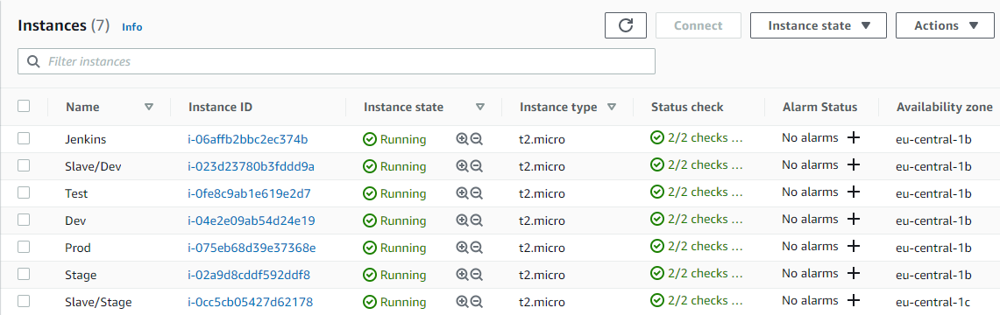 Instances (7) Info Connect Instance state Actions
Filter instances
Name Instance ID Instance state Instance type Status check Alarm Status Availability zone
Jenkins i-06affb2bbc2ec374b Running t2.micro 2/2 checks ... No alarms + eu-central-1b
Slave/Dev i-023d23780b3fddd9a Running t2.micro 2/2 checks ... No alarms + eu-central-1b
Test i-0fe8c9ab1e619e2d7 Running t2.micro 2/2 checks ... No alarms + eu-central-1b
Dev i-04e2e09ab54d24e19 Running t2.micro 2/2 checks ... No alarms + eu-central-1b
Prod i-075eb68d39e37368e Running t2.micro 2/2 checks ... No alarms + eu-central-1b
Stage i-02a9d8cddf592ddf8 Running t2.micro 2/2 checks ... No alarms + eu-central-1b
Slave/Stage i-0cc5cb05427d62178 Running t2.micro 2/2 checks ... No alarms + eu-central-1c